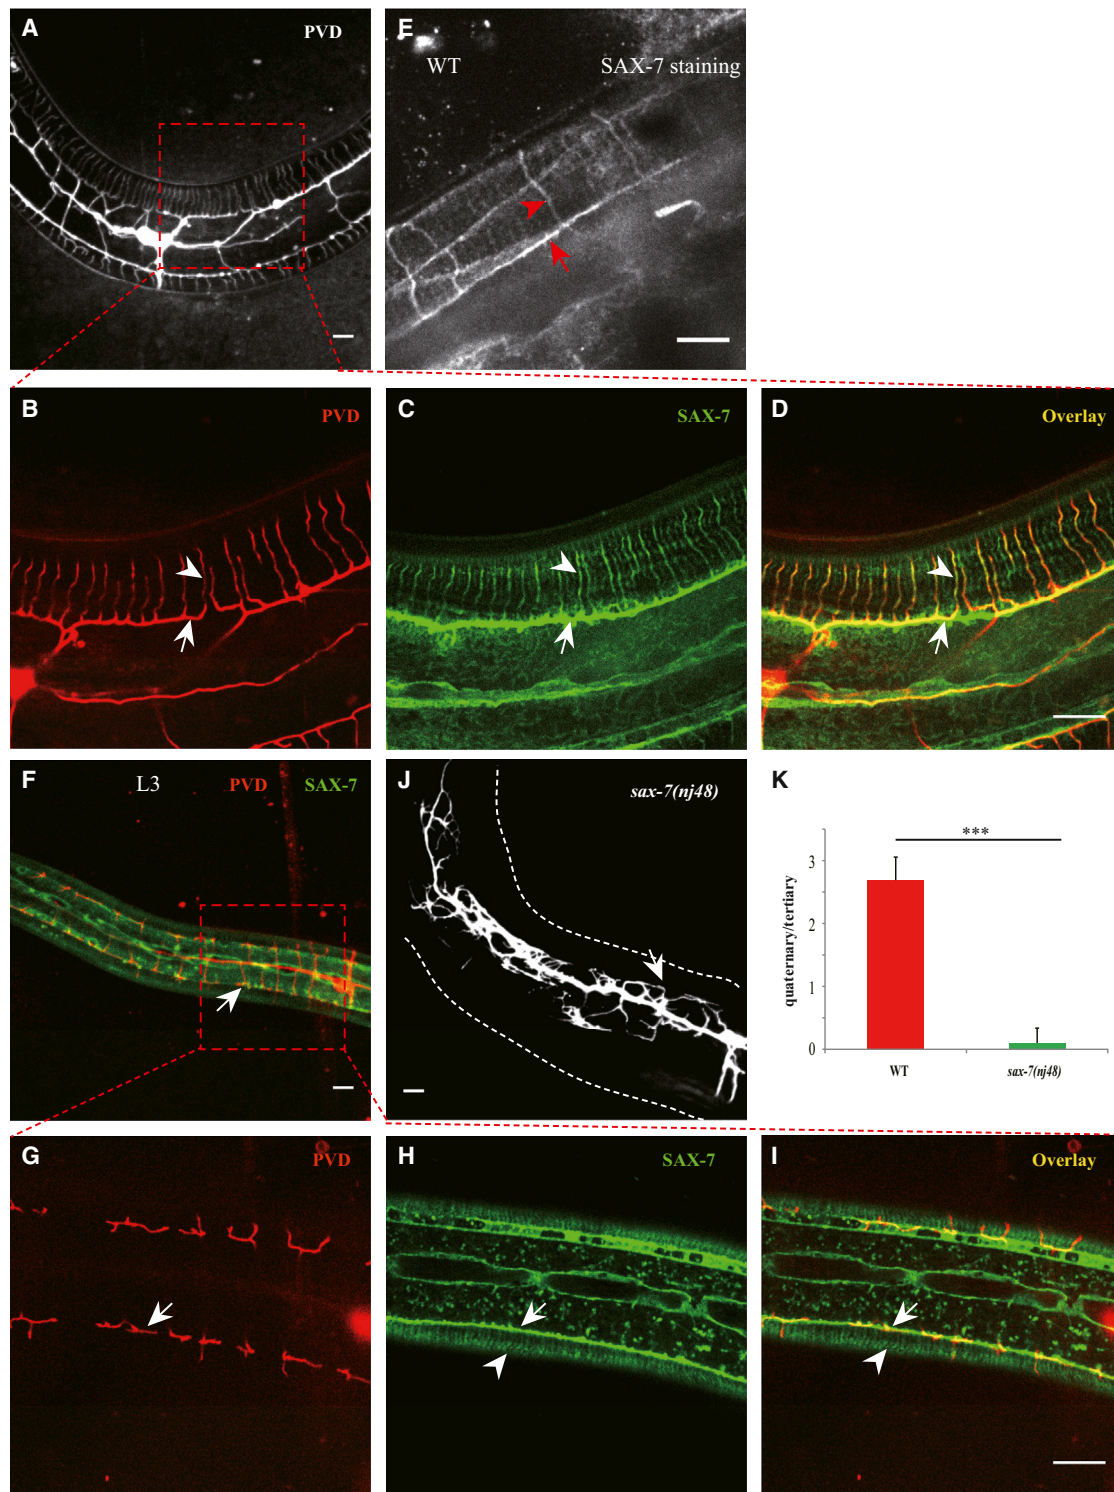 A PVD
E WT SAX-7 staining
B PVD
C SAX-7
D Overlay
F L3 PVD SAX-7
J sax-7(nj48)
K
***
quaternary/tertiary
3
2
1
0
WT sax-7(nj48)
G PVD
H SAX-7
I Overlay